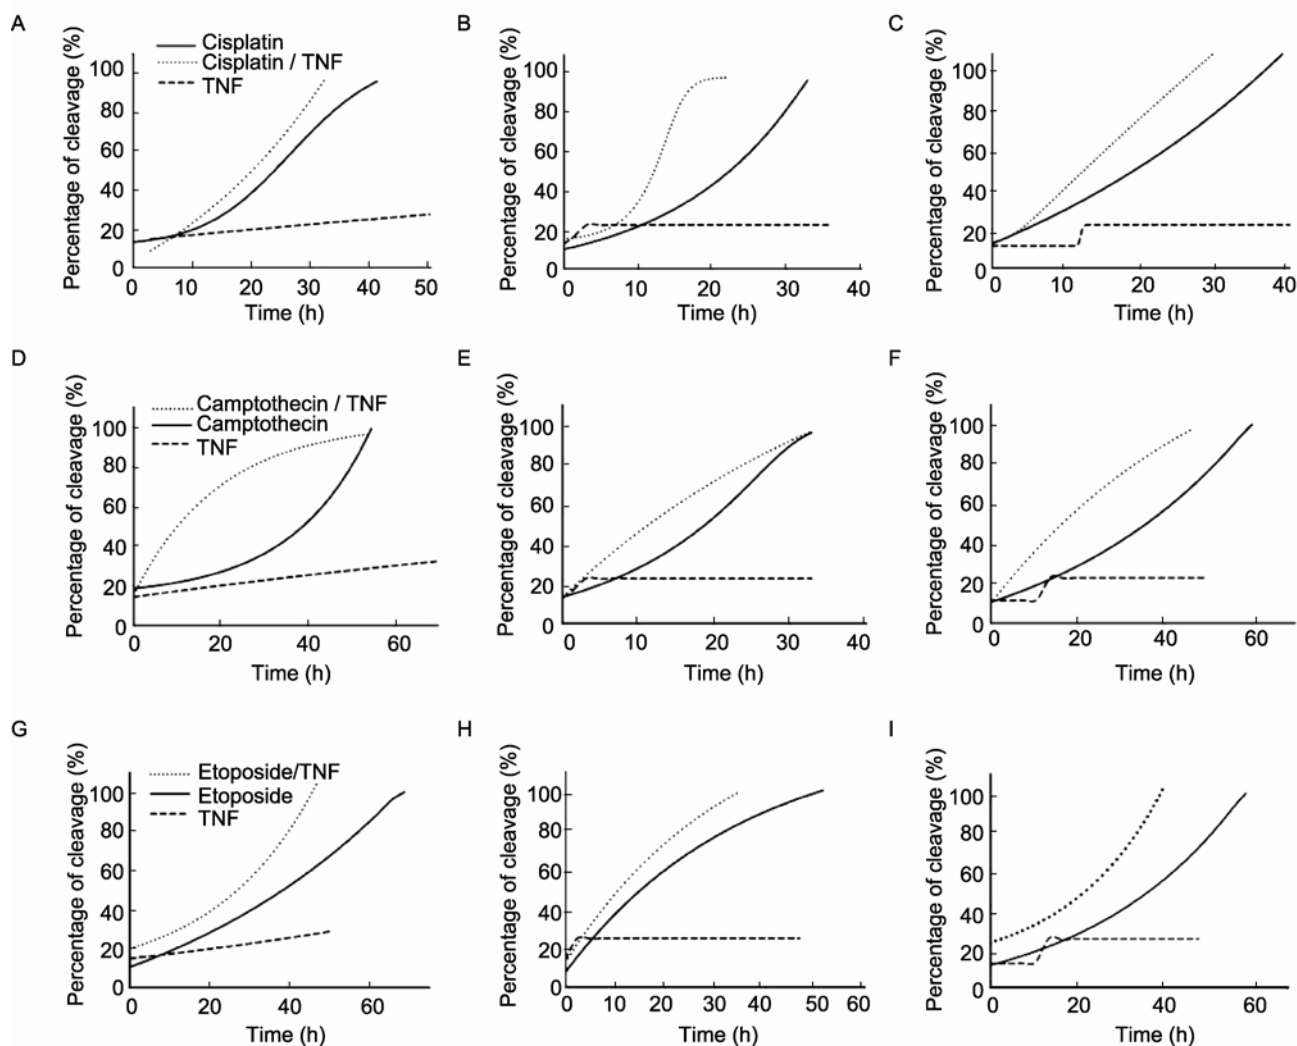 A
Percentage of cleavage (%)
100
80
60
40
20
0
Cisplatin
Cisplatin / TNF
TNF
0 10 20 30 40 50
Time (h)
B
Percentage of cleavage (%)
100
80
60
40
20
0
0 10 20 30 40
Time (h)
C
Percentage of cleavage (%)
100
80
60
40
20
0
0 10 20 30 40
Time (h)
D
Percentage of cleavage (%)
100
80
60
40
20
0
Camptothecin / TNF
Camptothecin
TNF
0 20 40 60
Time (h)
E
Percentage of cleavage (%)
100
80
60
40
20
0
0 10 20 30 40
Time (h)
F
Percentage of cleavage (%)
100
80
60
40
20
0
0 20 40 60
Time (h)
G
Percentage of cleavage (%)
100
80
60
40
20
0
Etoposide/TNF
Etoposide
TNF
0 20 40 60
Time (h)
H
Percentage of cleavage (%)
100
80
60
40
20
0
0 10 20 30 40 50 60
Time (h)
I
Percentage of cleavage (%)
100
80
60
40
20
0
0 20 40 60
Time (h)